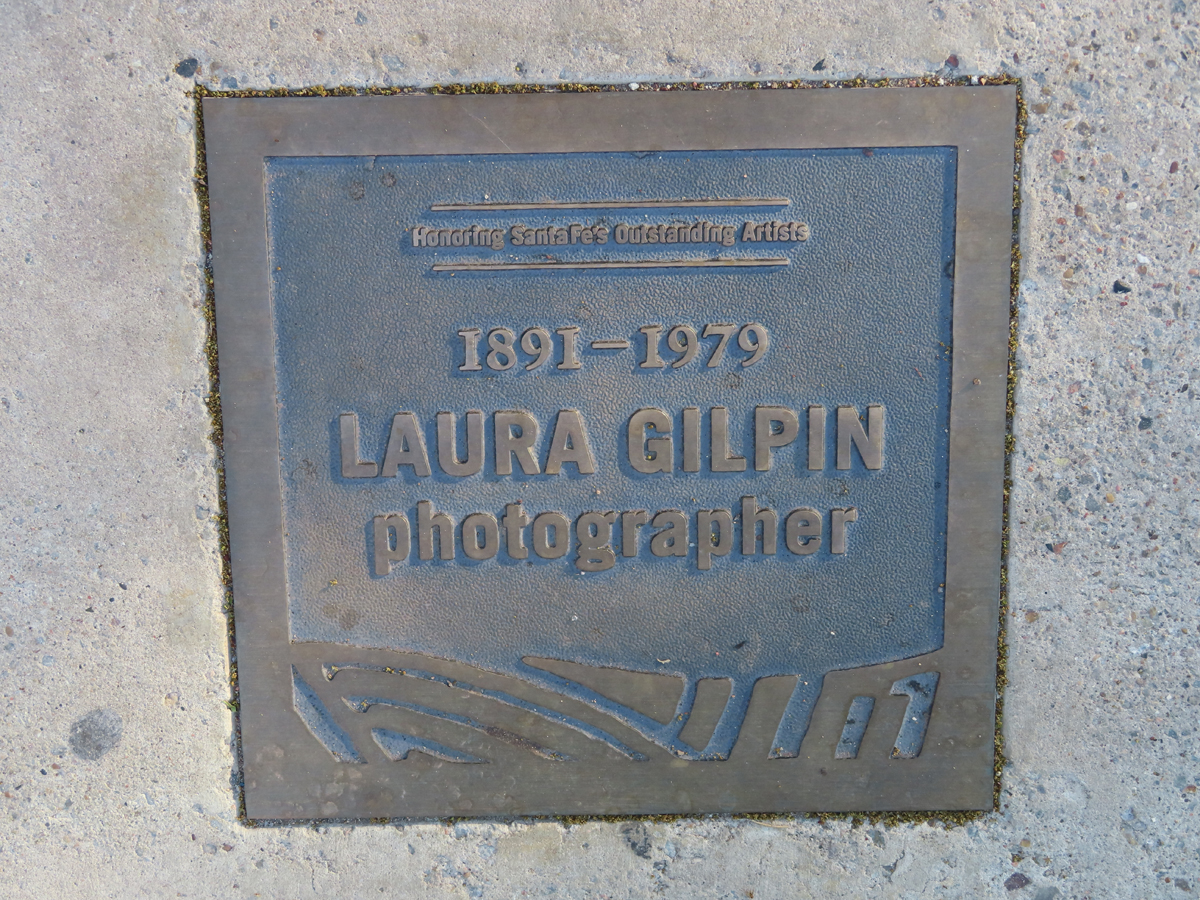 Honoring Santa Fe's Outstanding Artists
1891–1979
LAURA GILPIN
photographer